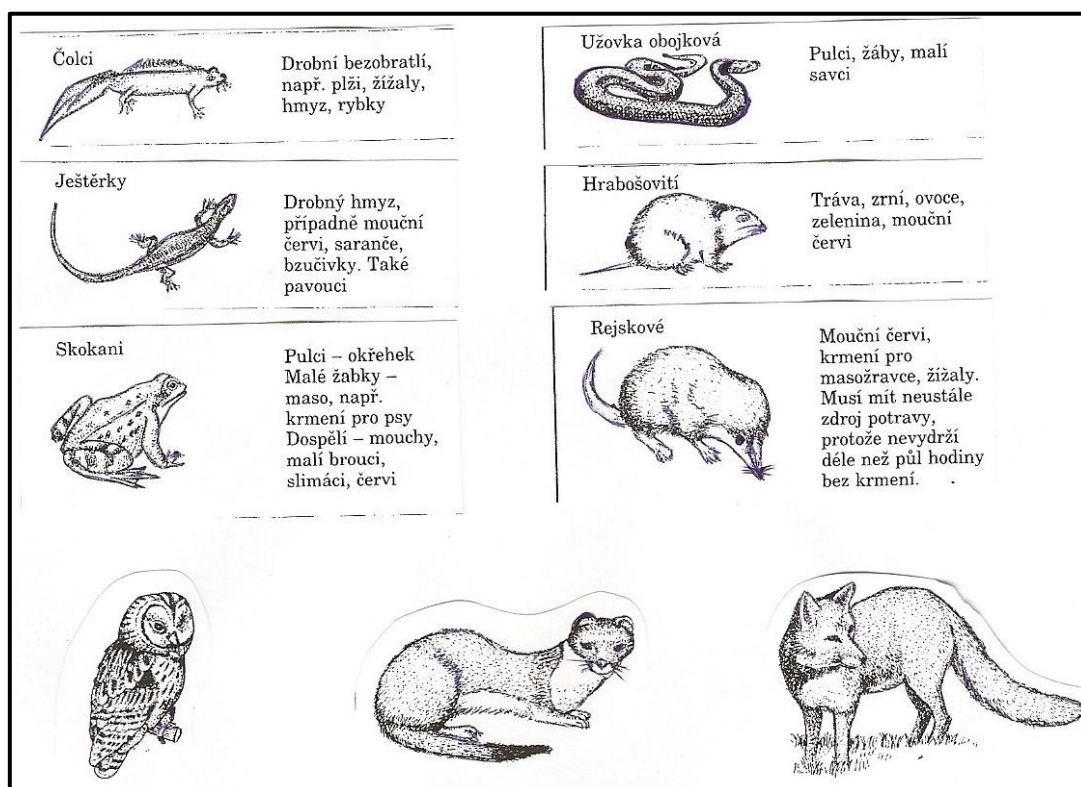 Čolci
Drobní bezobratlí,
např. plži, žížaly,
hmyz, rybky
Užovka obojková
Pulci, žáby, malí
savci
Ještěrky
Drobný hmyz,
případně mouční
červi, saranče,
bzučivky. Také
pavouci
Hrabošovití
Tráva, zrní, ovoce,
zelenina, mouční
červi
Skokani
Pulci – okřehek
Malé žabky –
maso, např.
krmení pro psy
Dospělí – mouchy,
malí brouci,
slimáci, červi
Rejskové
Mouční červi,
krmení pro
masožravce, žížaly.
Musí mít neustále
zdroj potravy,
protože nevydrží
déle než půl hodiny
bez krmení.